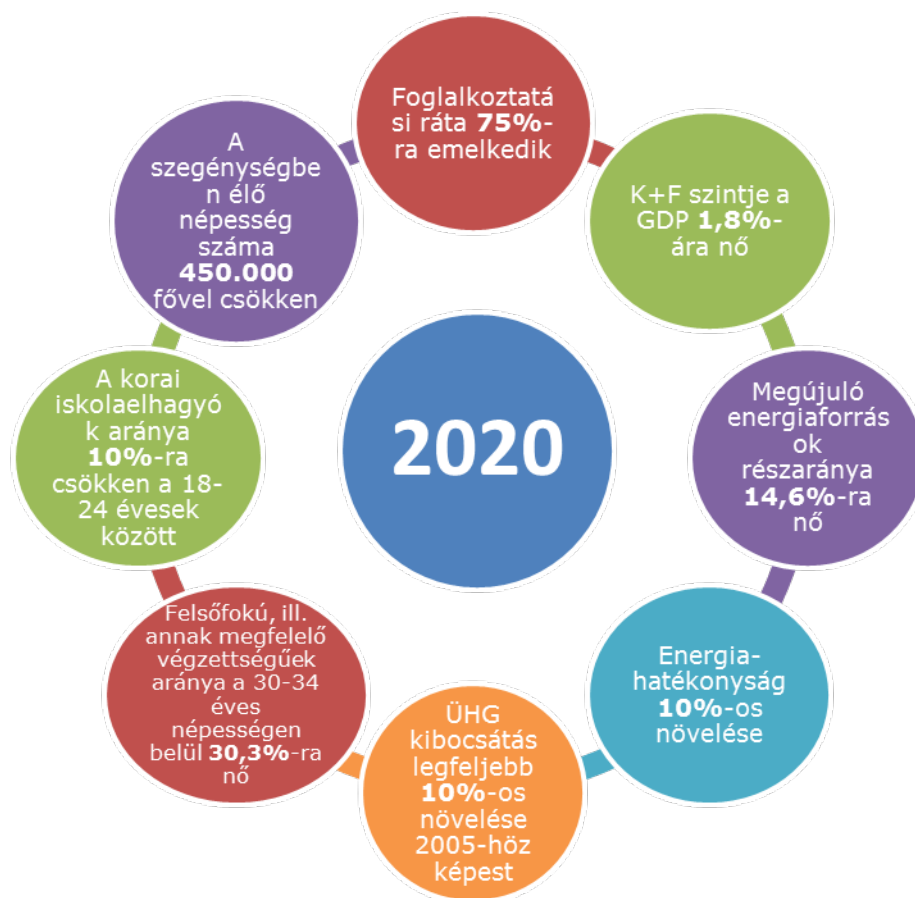 Foglalkoztatá
si ráta 75%-
ra emelkedik
K+F szintje a
GDP 1,8%-
ára nő
Megújuló
energiaforrás
ok
részaránya
14,6%-ra
nő
Energia-
hatékonyság
10%-os
növelése
ÜHG
kibocsátás
legfeljebb
10%-os
növelése
2005-höz
képest
Felsőfokú, ill.
annak megfelelő
végzettségűek
aránya a 30-34
éves
népességen
belül 30,3%-ra
nő
A korai
iskolaelhagyó
k aránya
10%-ra
csökken a 18-
24 évesek
között
A
szegénységbe
n élő
népesség
száma
450.000
fővel csökken
2020